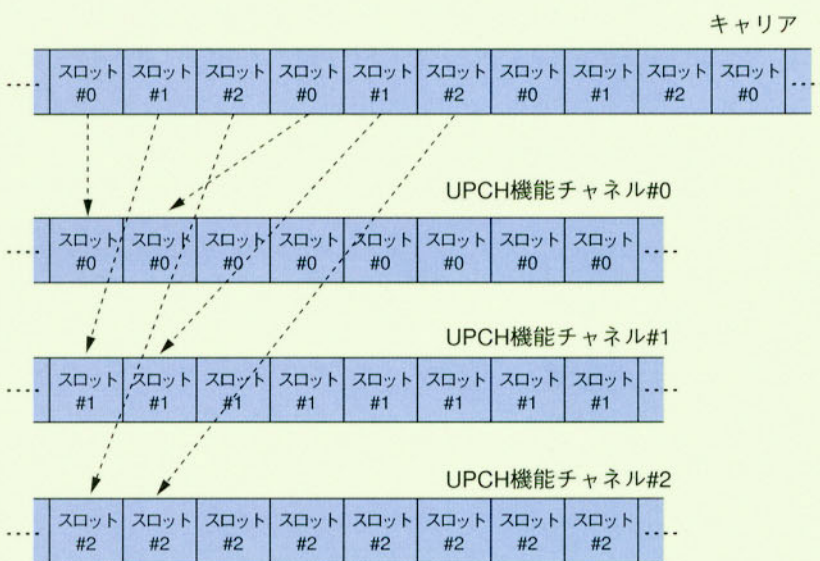 キャリア
スロット スロット スロット スロット スロット スロット スロット スロット スロット スロット
#0 #1 #2 #0 #1 #2 #0 #1 #2 #0
UPCH機能チャネル#0
スロット スロット スロット スロット スロット スロット スロット スロット
#0 #0 #0 #0 #0 #0 #0 #0
UPCH機能チャネル#1
スロット スロット スロット スロット スロット スロット スロット スロット
#1 #1 #1 #1 #1 #1 #1 #1
UPCH機能チャネル#2
スロット スロット スロット スロット スロット スロット スロット スロット
#2 #2 #2 #2 #2 #2 #2 #2